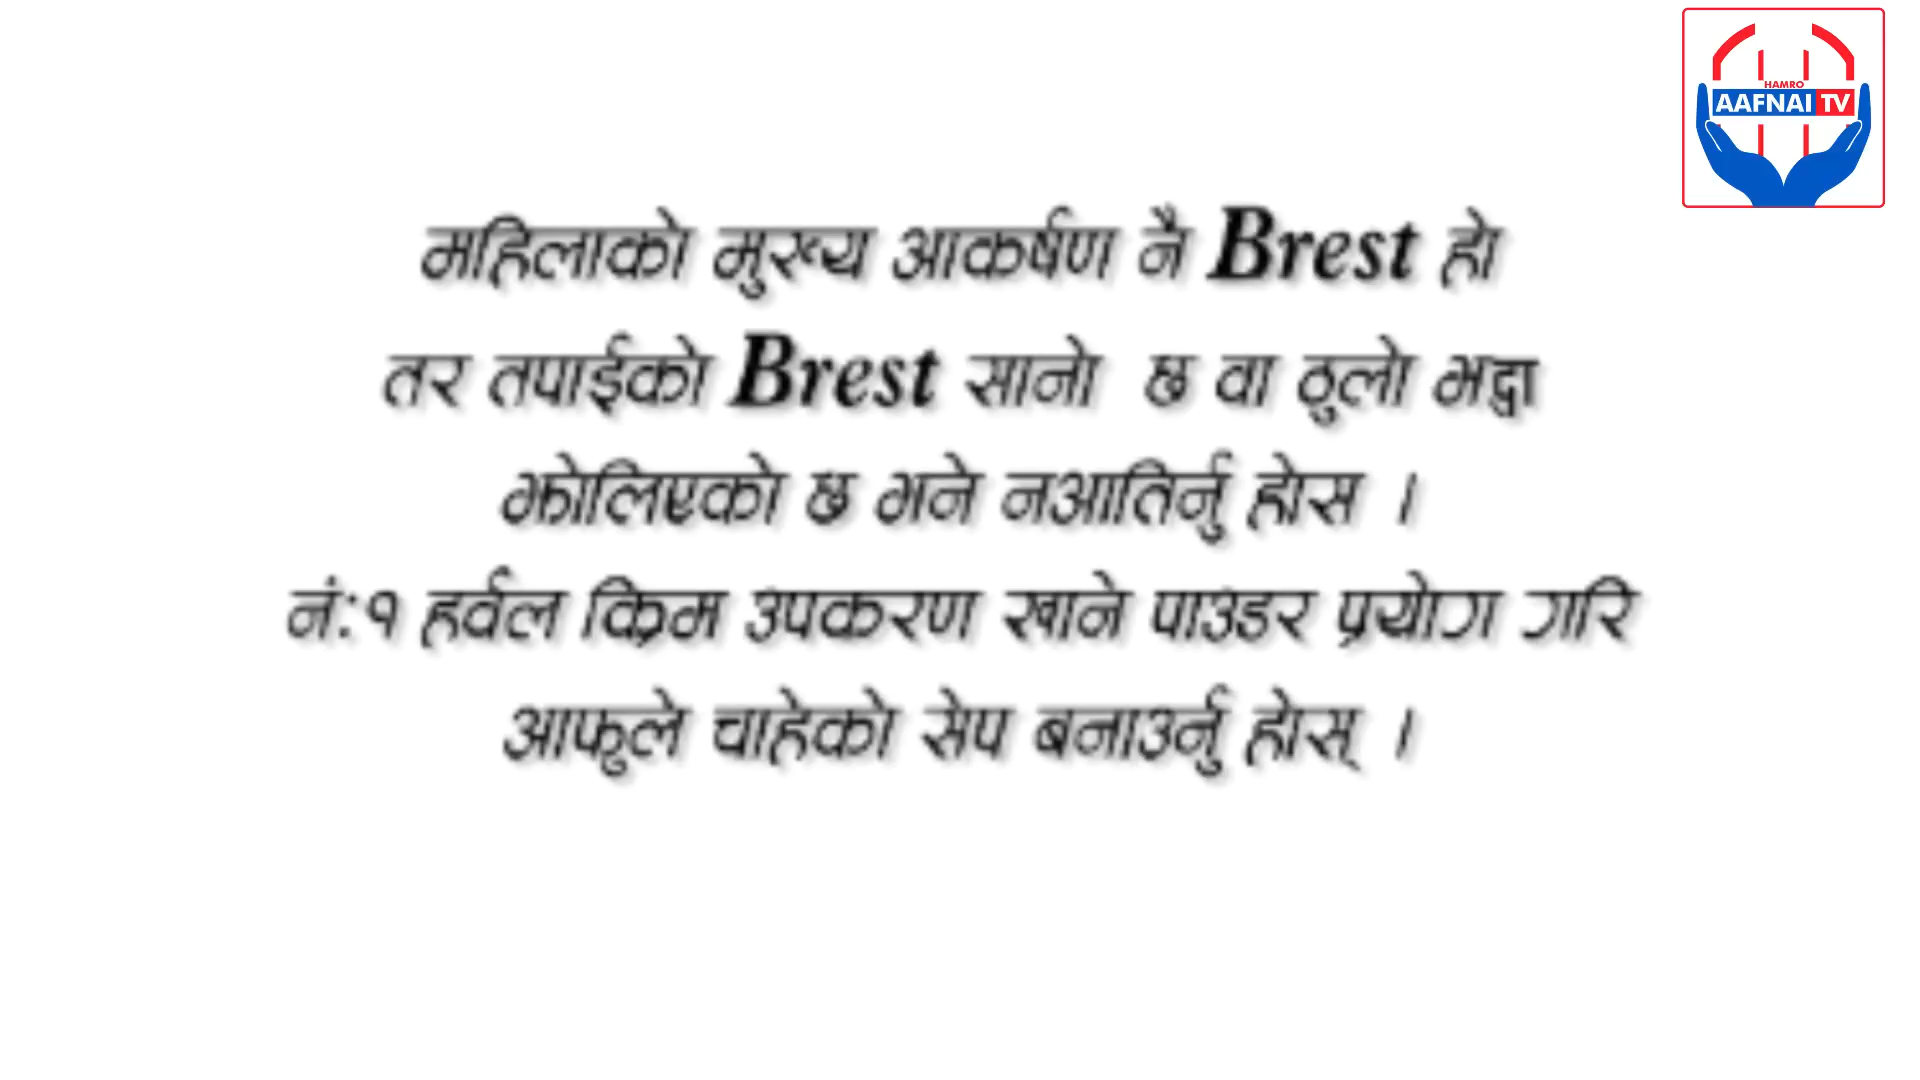 HAMRO
AAFNAI TV
महिलाको मुख्य आकर्षण नै Brest हो
तर तपाईको Brest सानो छ वा ठुलो भद्दा
झोलिएको छ भने नआतिर्नु होस ।
नं:१ हर्वल क्रिम उपकरण खाने पाउडर प्रयोग गरि
आफुले चाहेको सेप बनाउर्नु होस् ।